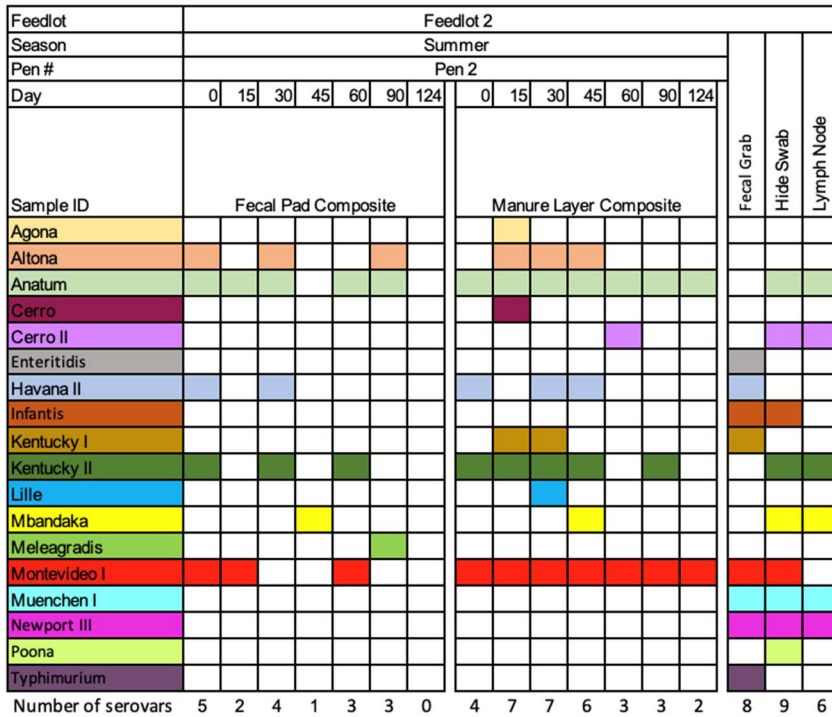 Feedlot Feedlot 2
Season Summer
Pen # Pen 2
Day 0 15 30 45 60 90 124 0 15 30 45 60 90 124
Sample ID Fecal Pad Composite Manure Layer Composite Fecal Grab Hide Swab Lymph Node
Agona
Altona
Anatum
Cerro
Cerro II
Enteritidis
Havana II
Infantis
Kentucky I
Kentucky II
Lille
Mbandaka
Meleagradis
Montevideo I
Muenchen I
Newport III
Poona
Typhimurium
Number of serovars 5 2 4 1 3 3 0 4 7 7 6 3 3 2 8 9 6